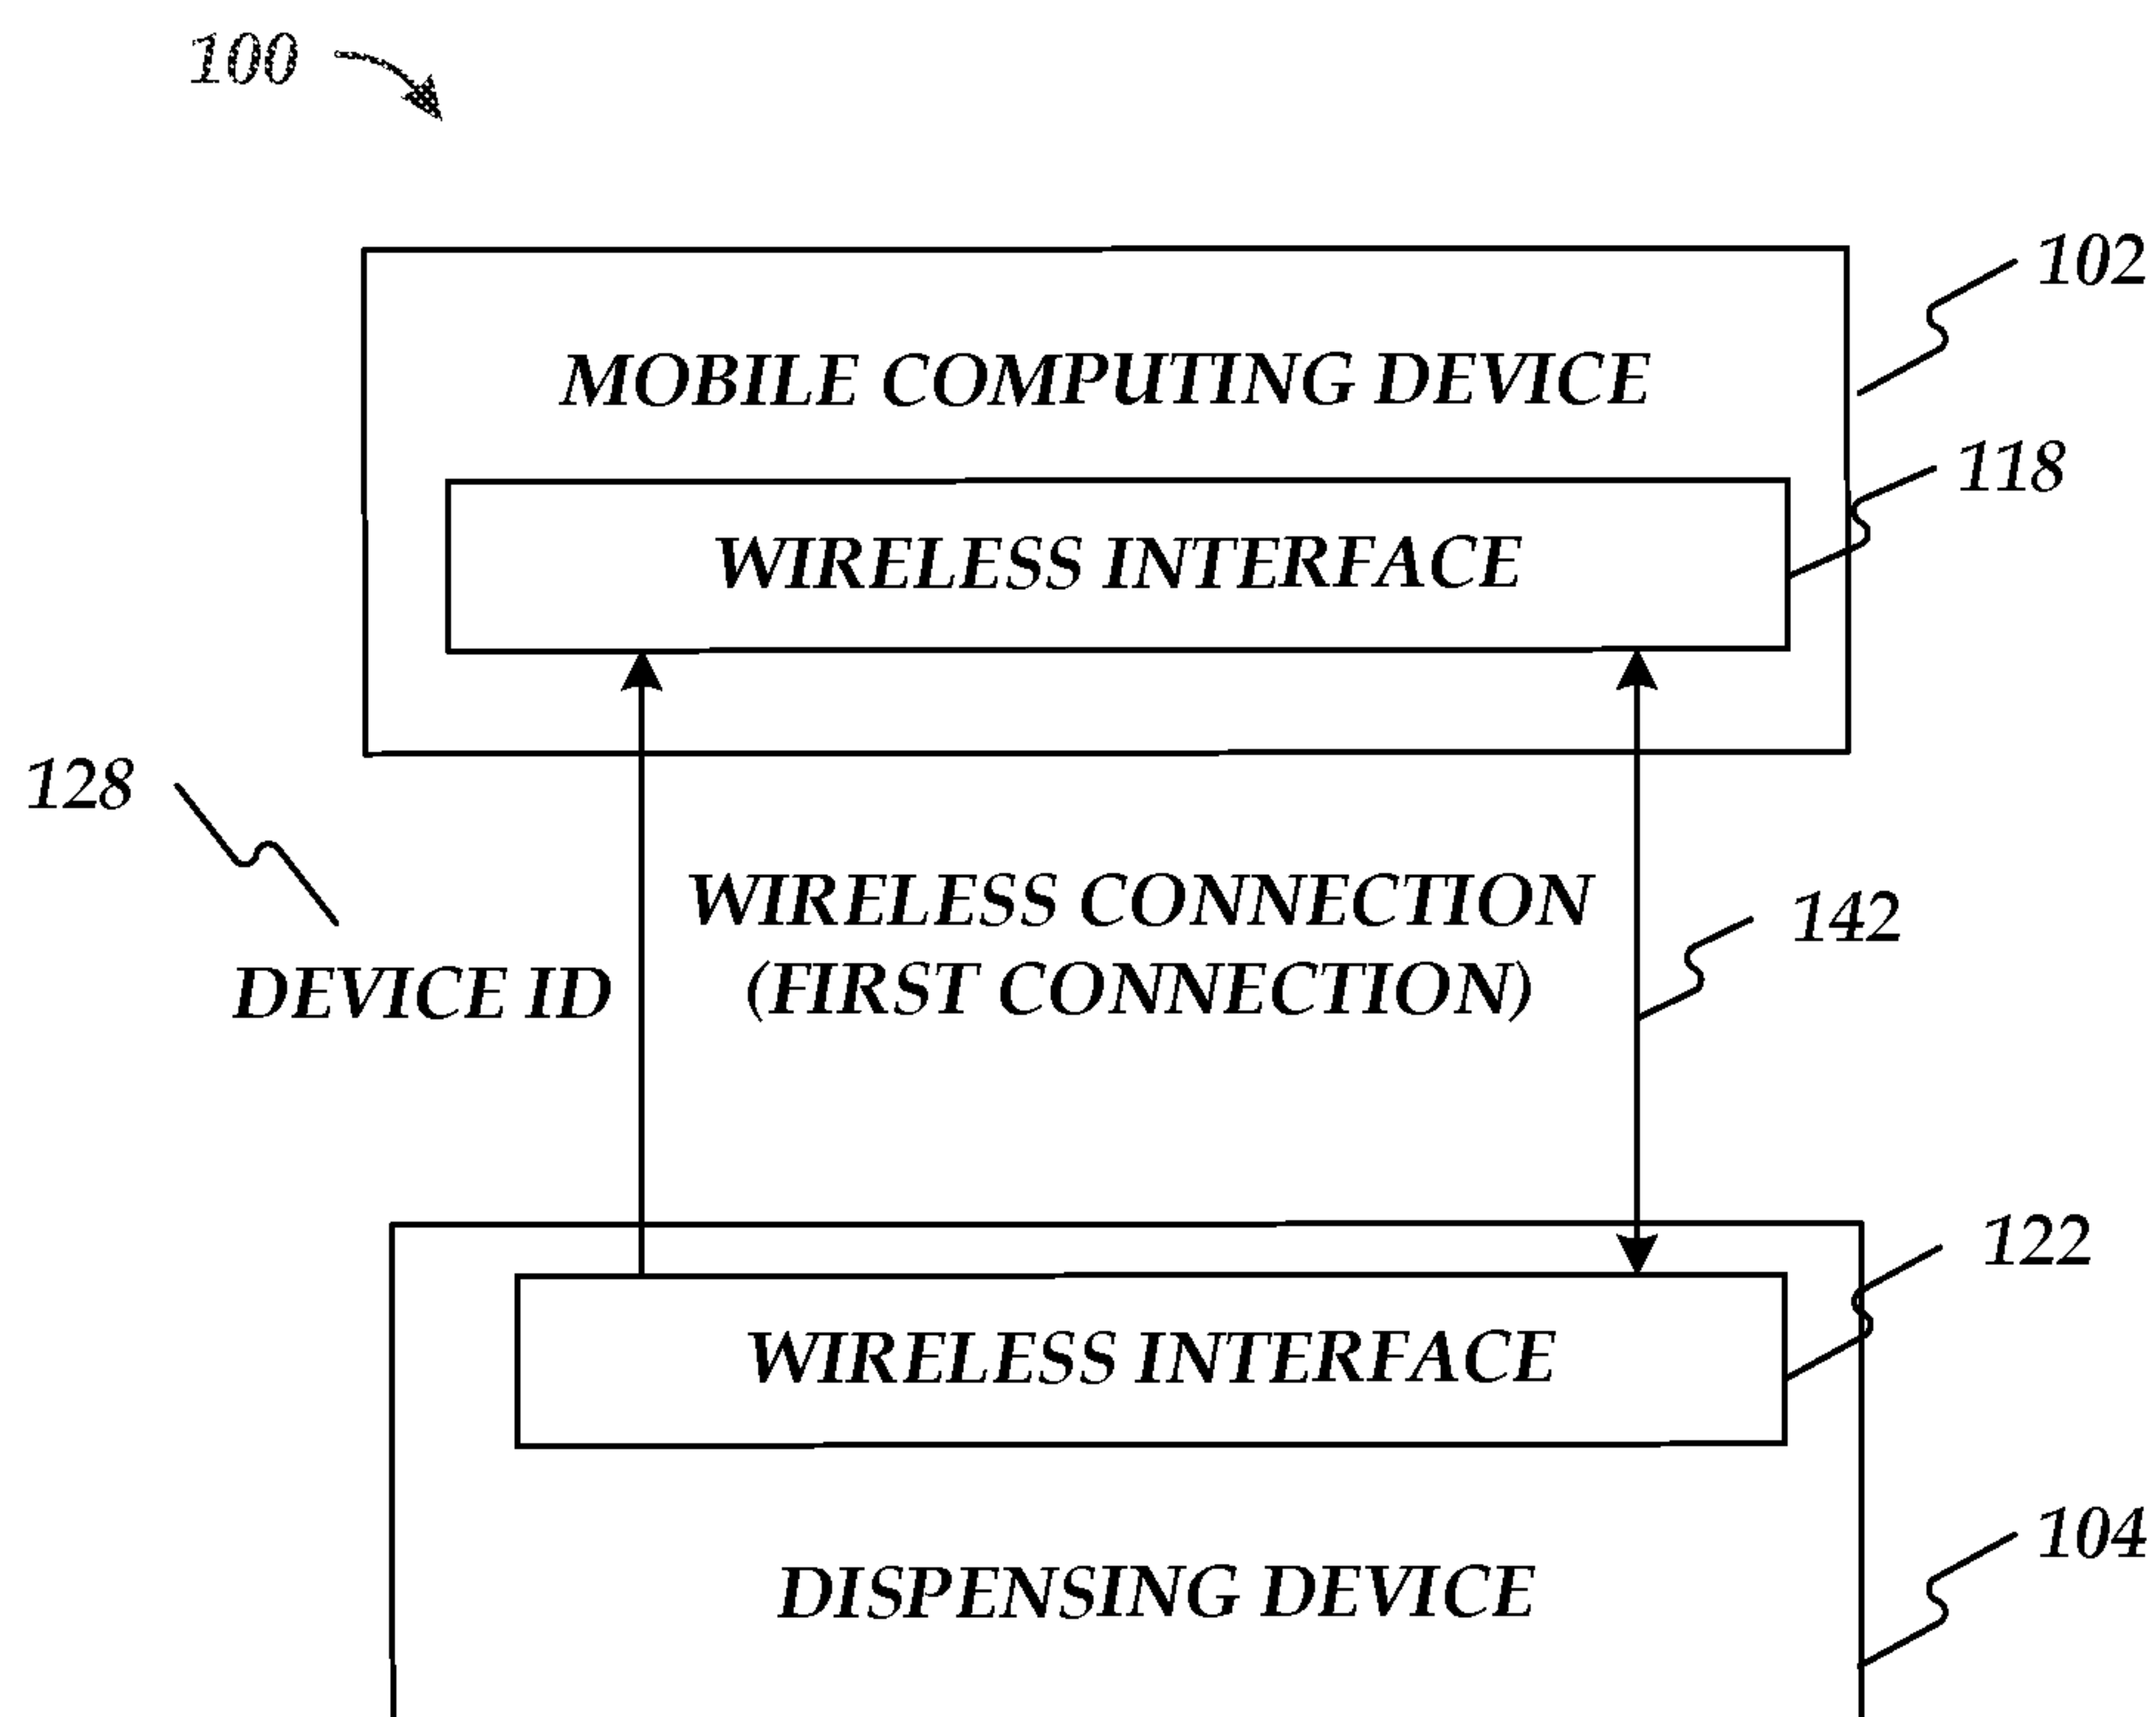 100
102
MOBILE COMPUTING DEVICE
118
WIRELESS INTERFACE
128
WIRELESS CONNECTION
(FIRST CONNECTION)
142
DEVICE ID
122
WIRELESS INTERFACE
104
DISPENSING DEVICE